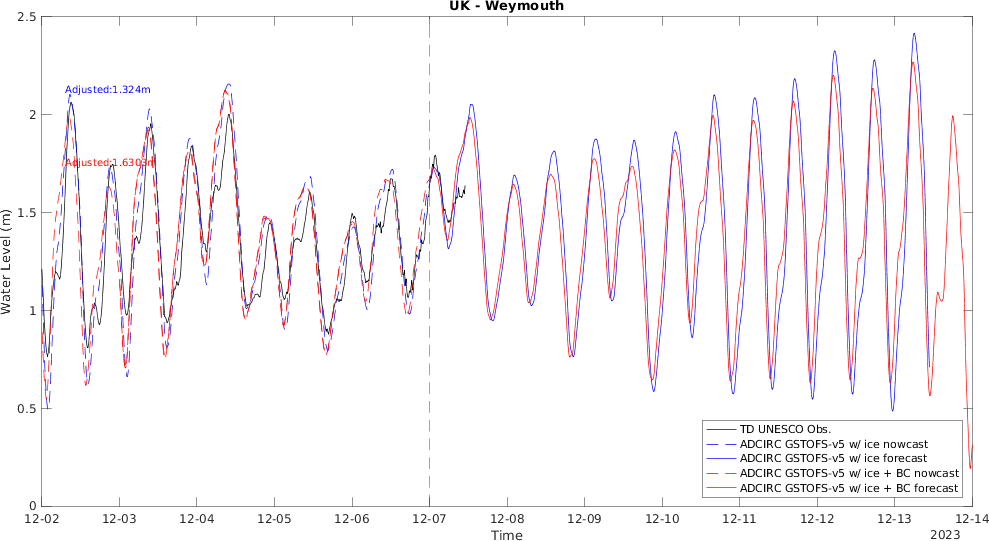 UK - Weymouth
2.5
2
1.5
1
0.5
0
Water Level (m)
Adjusted:1.324m
Adjusted:1.630m
TD UNESCO Obs.
ADCIRC GSTOFS-v5 w/ ice nowcast
ADCIRC GSTOFS-v5 w/ ice forecast
ADCIRC GSTOFS-v5 w/ ice + BC nowcast
ADCIRC GSTOFS-v5 w/ ice + BC forecast
12-02 12-03 12-04 12-05 12-06 12-07 12-08 12-09 12-10 12-11 12-12 12-13 12-14
Time
2023